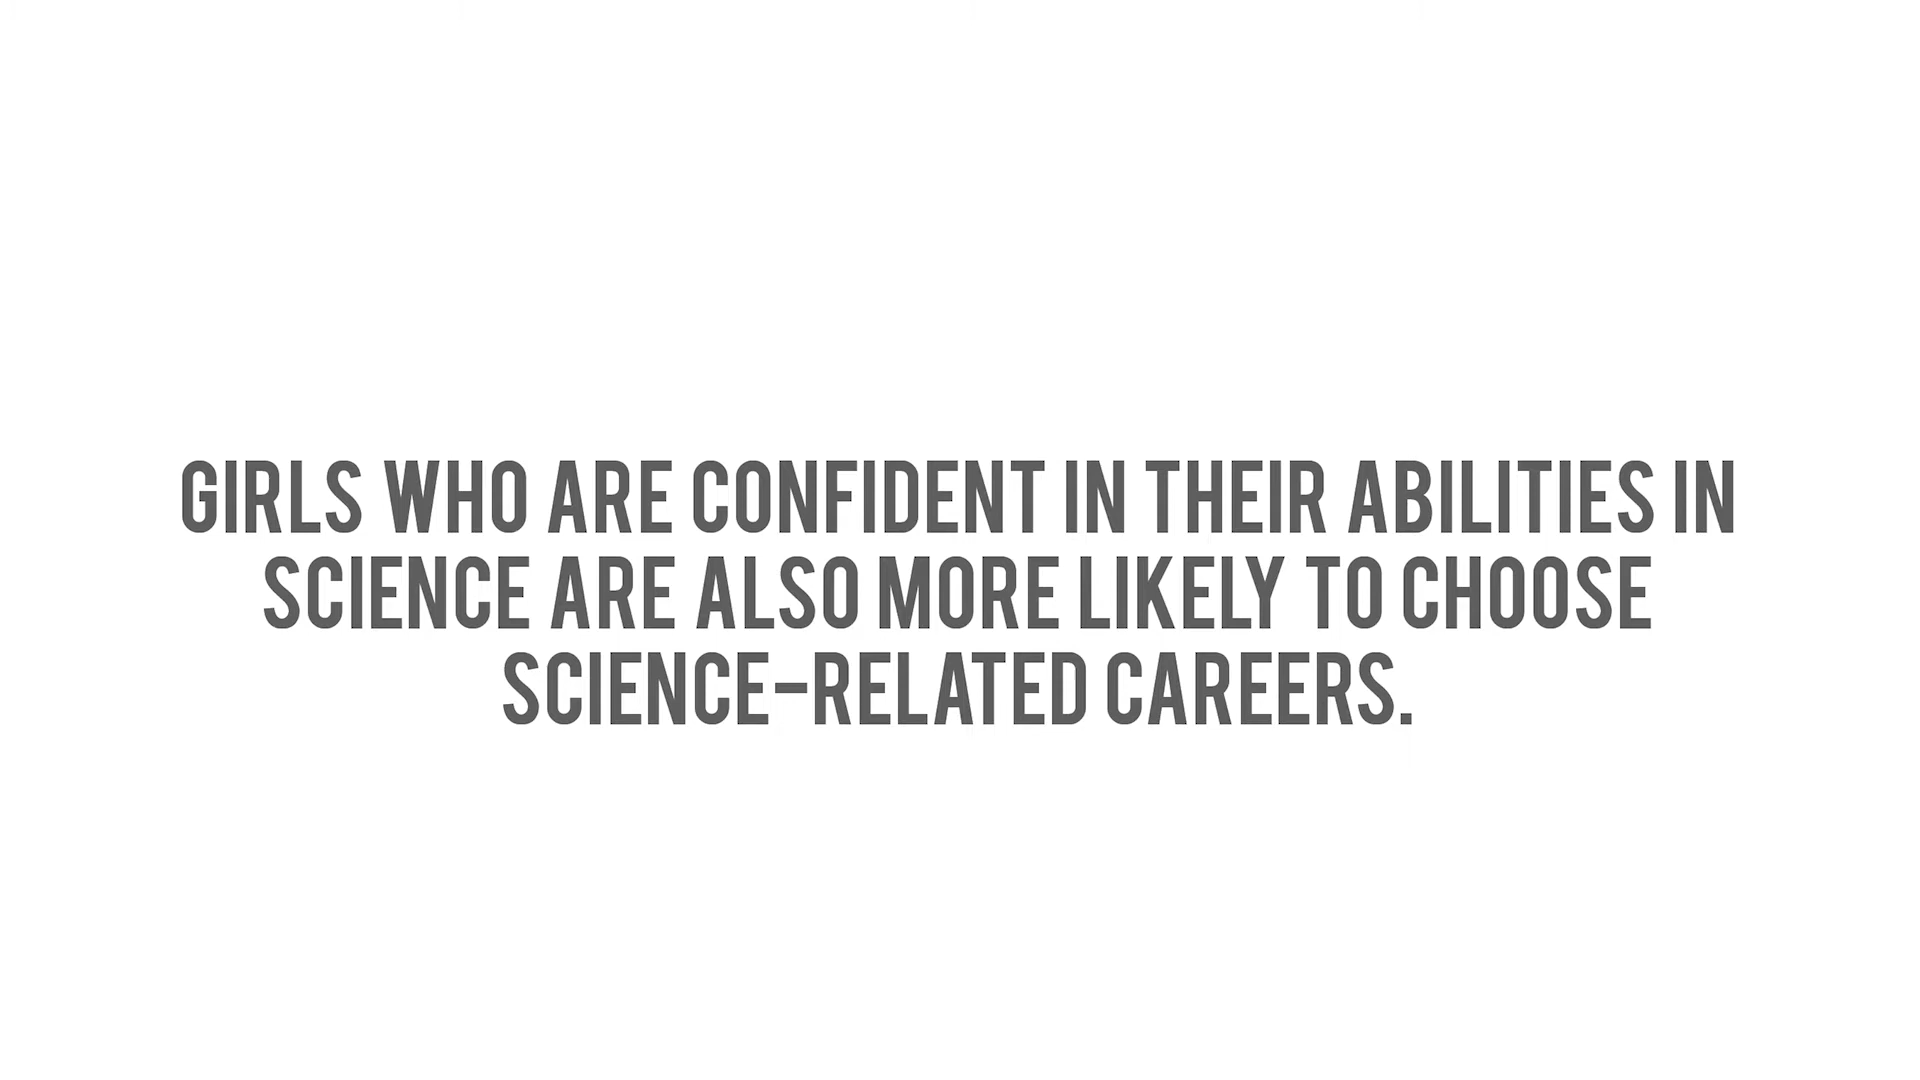 GIRLS WHO ARE CONFIDENT IN THEIR ABILITIES IN
SCIENCE ARE ALSO MORE LIKELY TO CHOOSE
SCIENCE-RELATED CAREERS.